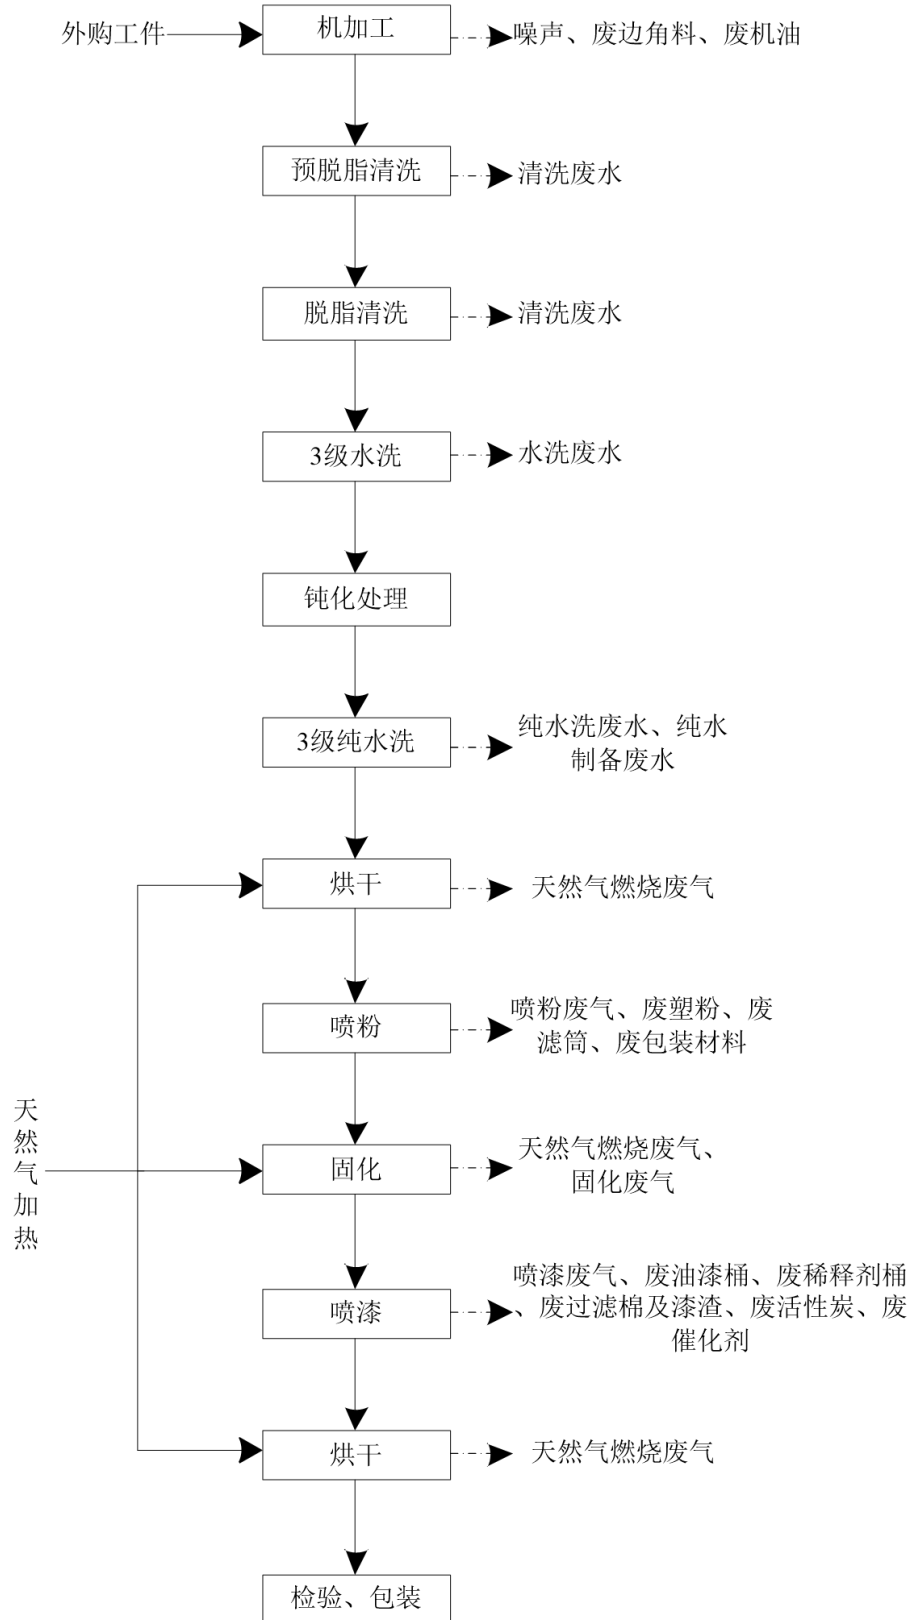 外购工件
机加工
噪声、废边角料、废机油
预脱脂清洗
清洗废水
脱脂清洗
清洗废水
3级水洗
水洗废水
钝化处理
3级纯水洗
纯水洗废水、纯水
制备废水
烘干
天然气燃烧废气
喷粉
喷粉废气、废塑粉、废
滤筒、废包装材料
天然气加热
固化
天然气燃烧废气、
固化废气
喷漆
喷漆废气、废油漆桶、废稀释剂桶
、废过滤棉及漆渣、废活性炭、废
催化剂
烘干
天然气燃烧废气
检验、包装